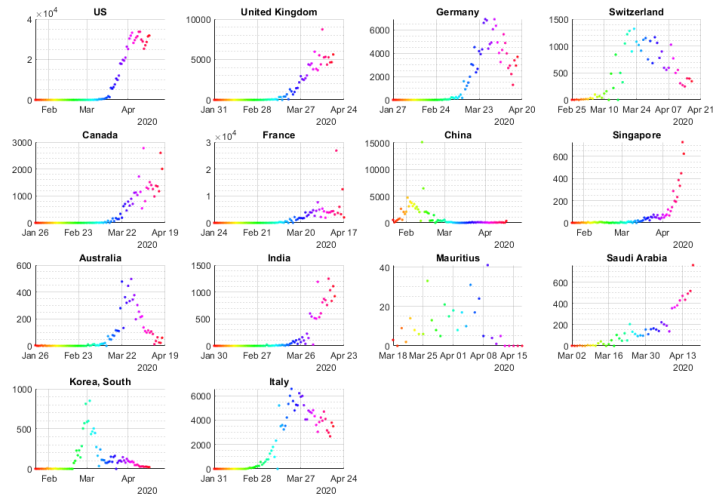 US
×10⁴
4
2
0
Feb Mar Apr
2020
United Kingdom
10000
5000
0
Jan 31 Feb 28 Mar 27 Apr 24
2020
Germany
6000
4000
2000
0
Jan 27 Feb 24 Mar 23 Apr 20
2020
Switzerland
1500
1000
500
0
Feb 25 Mar 10 Mar 24 Apr 07 Apr 21
2020
Canada
3000
2000
1000
0
Jan 26 Feb 23 Mar 22 Apr 19
2020
France
×10⁴
3
2
1
0
Jan 24 Feb 21 Mar 20 Apr 17
2020
China
15000
10000
5000
0
Feb Mar Apr
2020
Singapore
600
400
200
0
Feb Mar Apr
2020
Australia
600
400
200
0
Jan 26 Feb 23 Mar 22 Apr 19
2020
India
1500
1000
500
0
Jan 30 Feb 27 Mar 26 Apr 23
2020
Mauritius
40
20
0
Mar 18 Mar 25 Apr 01 Apr 08 Apr 15
2020
Saudi Arabia
600
400
200
0
Mar 02 Mar 16 Mar 30 Apr 13
2020
Korea, South
1000
500
0
Feb Mar Apr
2020
Italy
6000
4000
2000
0
Jan 31 Feb 28 Mar 27 Apr 24
2020